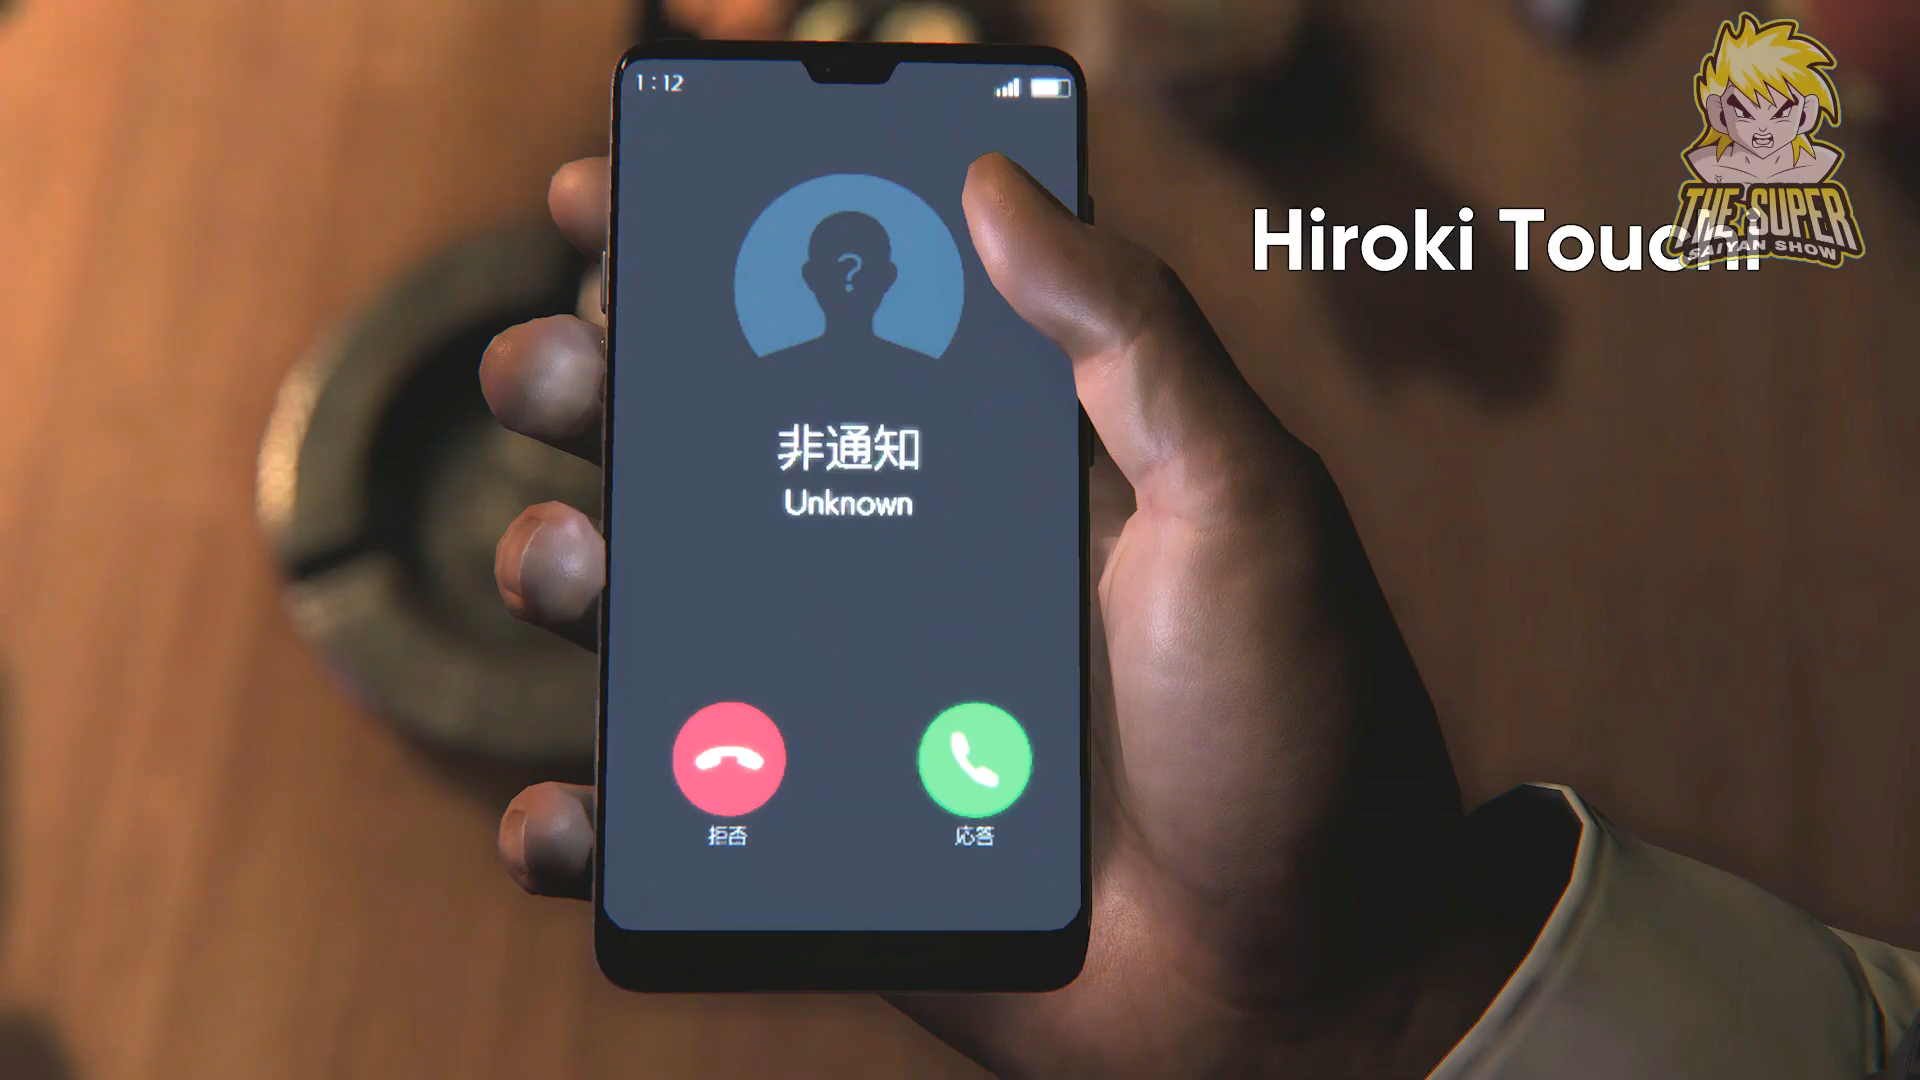 1:12
?
非通知
Unknown
拒否
応答
Hiroki Touchi
THE SUPER
SAIYAN SHOW